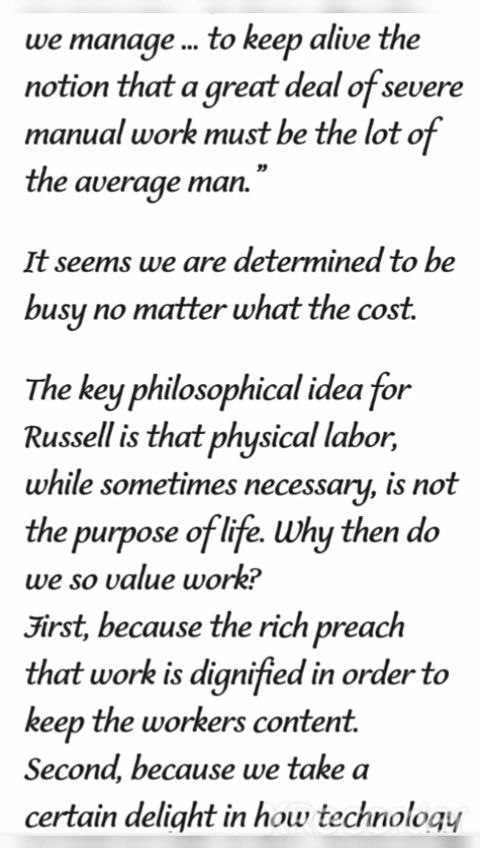 we manage ... to keep alive the
notion that a great deal of severe
manual work must be the lot of
the average man.”
It seems we are determined to be
busy no matter what the cost.
The key philosophical idea for
Russell is that physical labor,
while sometimes necessary, is not
the purpose of life. Why then do
we so value work?
First, because the rich preach
that work is dignified in order to
keep the workers content.
Second, because we take a
certain delight in how technology
XRecorder